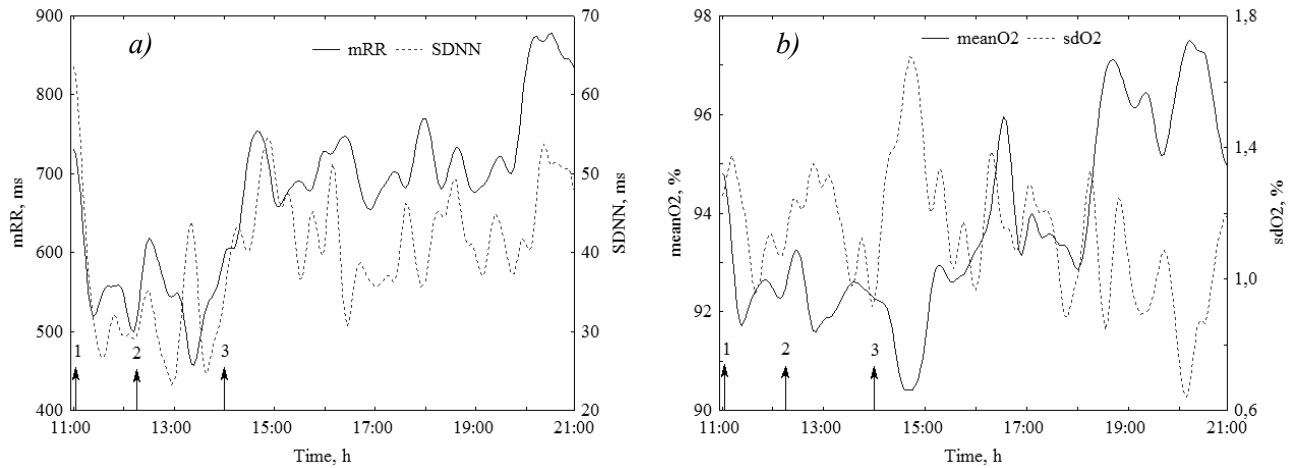 a)
mRR SDNN
900
800
700
600
500
400
mRR, ms
70
60
50
40
30
20
SDNN, ms
1 2 3
11:00 13:00 15:00 17:00 19:00 21:00
Time, h
b)
meanO2 sdO2
98
96
94
92
90
meanO2, %
1,8
1,4
1,0
0,6
sdO2, %
1 2 3
11:00 13:00 15:00 17:00 19:00 21:00
Time, h